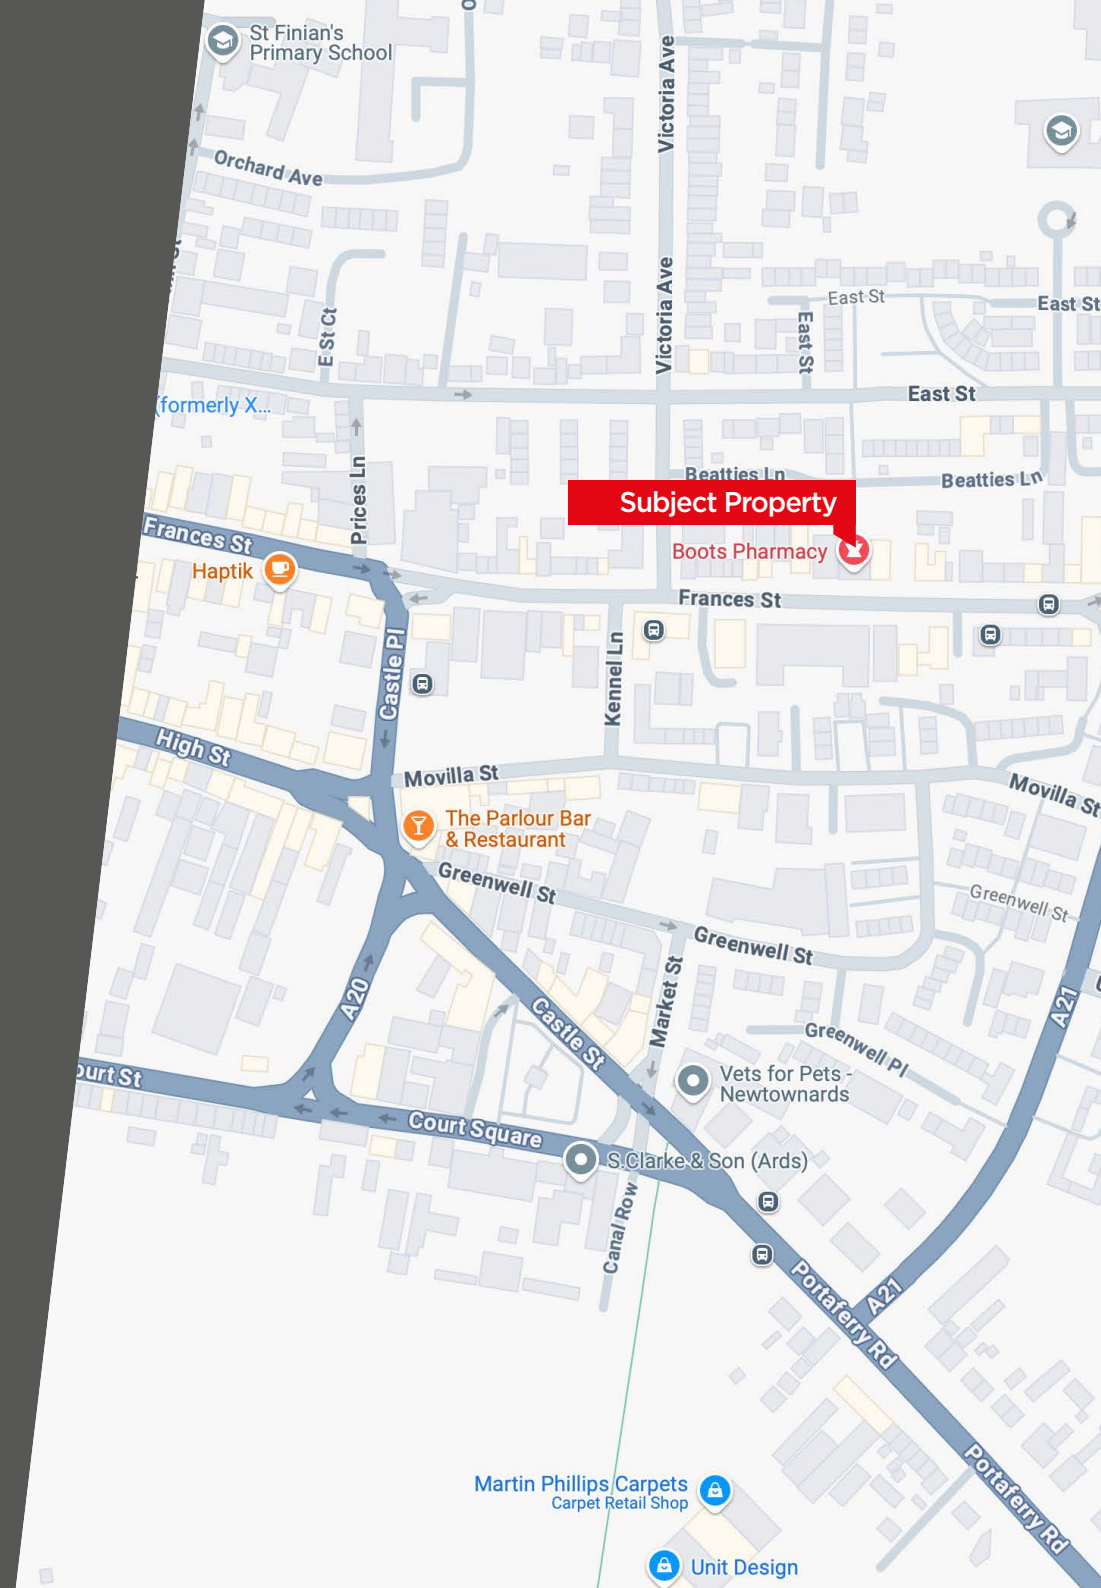 St Finian's
Primary School
Orchard Ave
Victoria Ave
Victoria Ave
E St Ct
East St
East St
East St
East St
(formerly X...
Prices Ln
Beatties Ln
Beatties Ln
Subject Property
Boots Pharmacy
Frances St
Haptik
Frances St
Castle Pl
Kennel Ln
High St
Movilla St
Movilla St
The Parlour Bar
& Restaurant
Greenwell St
Greenwell St
Greenwell St
A20
Market St
A21
Castle St
Greenwell Pl
Vets for Pets -
Newtownards
ourt St
Court Square
S.Clarke & Son (Ards)
Canal Row
A21
Portaferry Rd
Portaferry Rd
Martin Phillips Carpets
Carpet Retail Shop
Unit Design